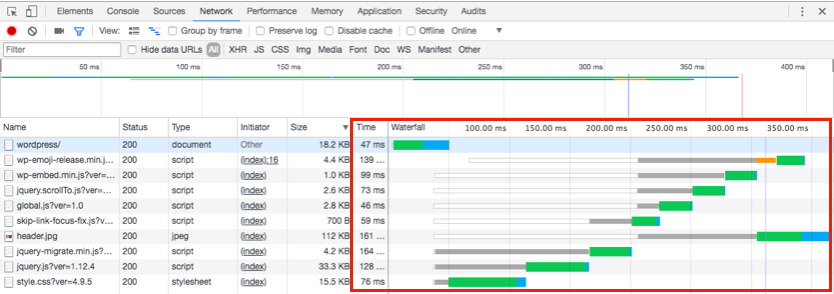 Elements Console Sources Network Performance Memory Application Security Audits
View: Group by frame Preserve log Disable cache Offline Online
Filter Hide data URLs All XHR JS CSS Img Media Font Doc WS Manifest Other
50 ms 100 ms 150 ms 200 ms 250 ms 300 ms 350 ms 400 ms
Name Status Type Initiator Size Time Waterfall 100.00 ms 150.00 ms 200.00 ms 250.00 ms 300.00 ms 350.00 ms
wordpress/ 200 document Other 18.2 KB 47 ms
wp-emoji-release.min.j... 200 script (index):16 4.4 KB 139 ...
wp-embed.min.js?ver=... 200 script (index) 1.0 KB 99 ms
jquery.scrollTo.js?ver=... 200 script (index) 2.6 KB 73 ms
global.js?ver=1.0 200 script (index) 2.8 KB 46 ms
skip-link-focus-fix.js?v... 200 script (index) 700 B 59 ms
header.jpg 200 jpeg (index) 112 KB 161 ...
jquery-migrate.min.js?... 200 script (index) 4.2 KB 164 ...
jquery.js?ver=1.12.4 200 script (index) 33.3 KB 128 ...
style.css?ver=4.9.5 200 stylesheet (index) 15.5 KB 76 ms